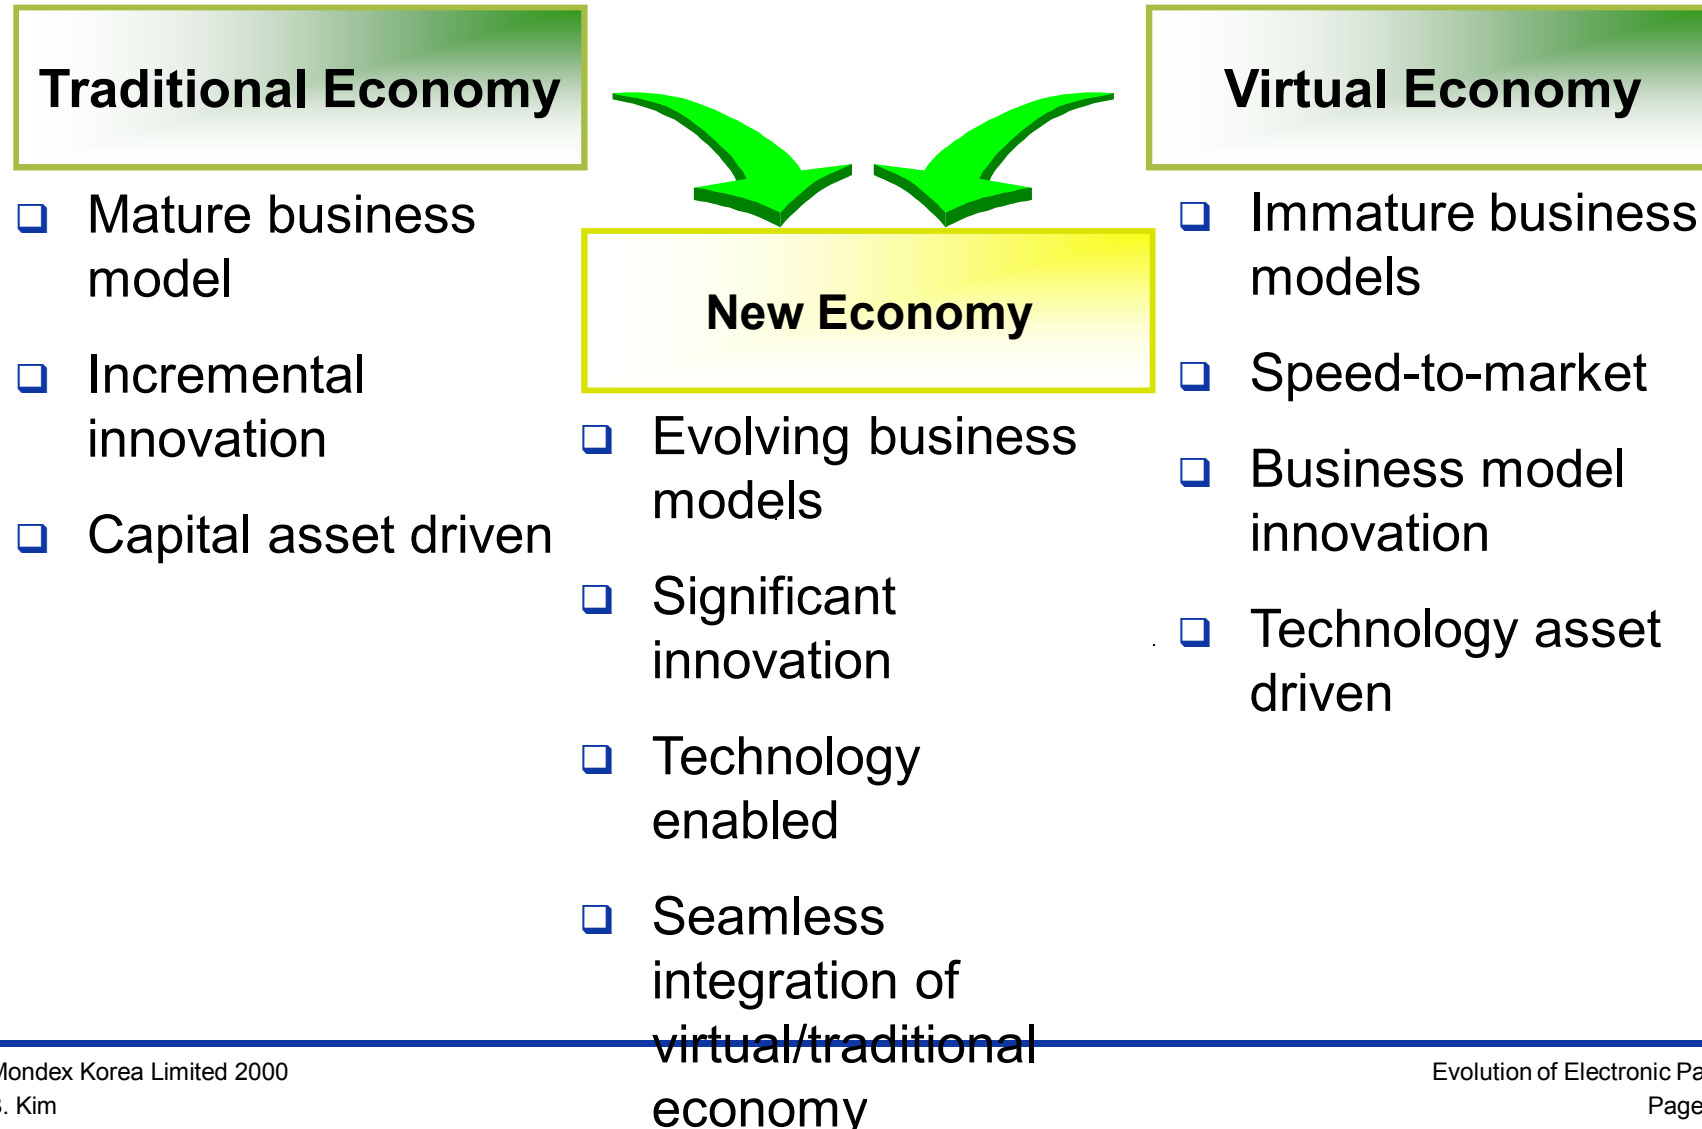 Traditional Economy
Mature business
model
Incremental
innovation
Capital asset driven
New Economy
Evolving business
models
Significant
innovation
Technology
enabled
Seamless
integration of
virtual/traditional
economy
Virtual Economy
Immature business
models
Speed-to-market
Business model
innovation
Technology asset
driven
Mondex Korea Limited 2000
. Kim
Evolution of Electronic Pa
Page